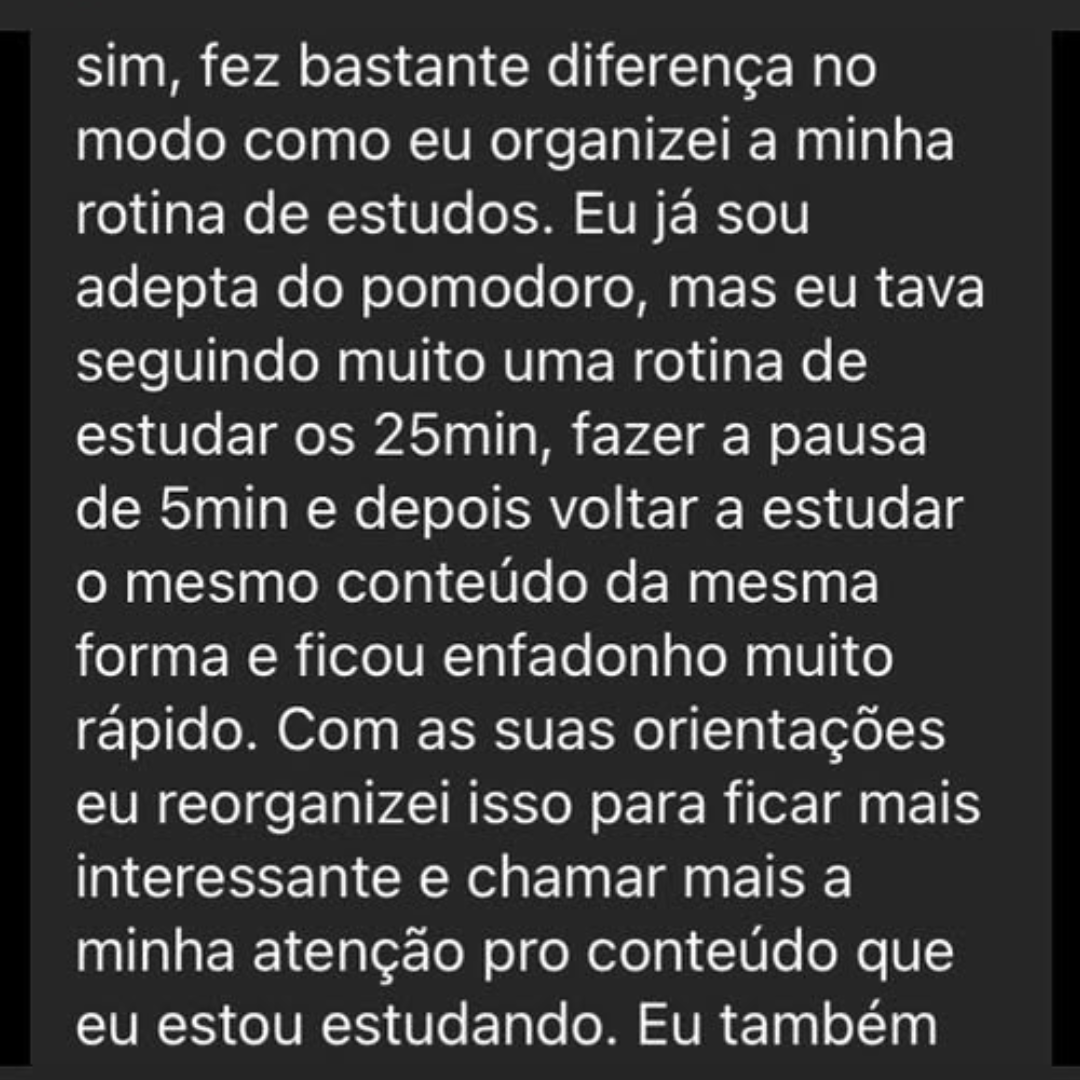 sim, fez bastante diferença no
modo como eu organizei a minha
rotina de estudos. Eu já sou
adepta do pomodoro, mas eu tava
seguindo muito uma rotina de
estudar os 25min, fazer a pausa
de 5min e depois voltar a estudar
o mesmo conteúdo da mesma
forma e ficou enfadonho muito
rápido. Com as suas orientações
eu reorganizei isso para ficar mais
interessante e chamar mais a
minha atenção pro conteúdo que
eu estou estudando. Eu também